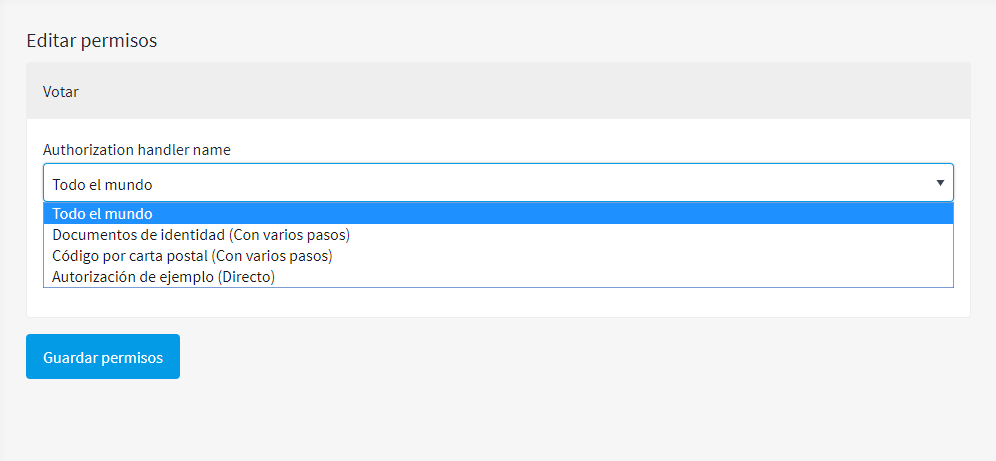 Editar permisos
Votar
Authorization handler name
Todo el mundo
Todo el mundo
Documentos de identidad (Con varios pasos)
Código por carta postal (Con varios pasos)
Autorización de ejemplo (Directo)
Guardar permisos